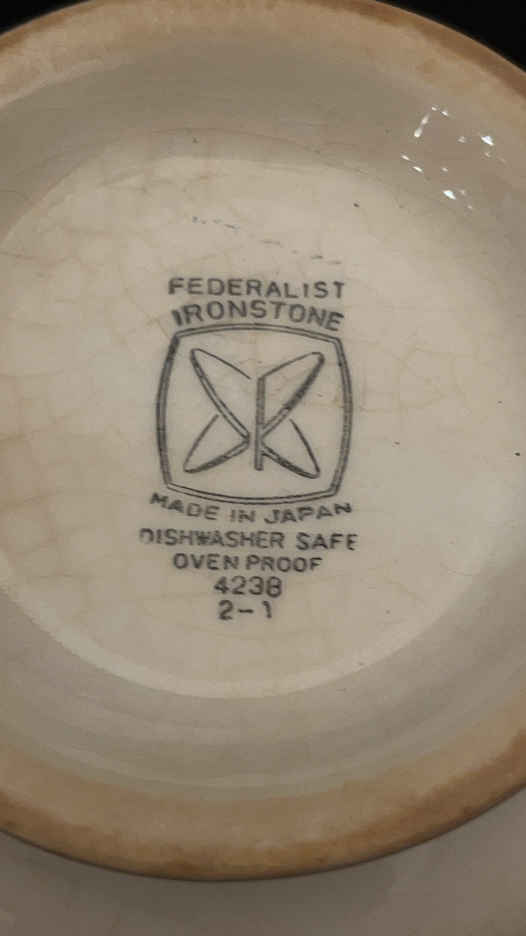 FEDERALIST
IRONSTONE
MADE IN JAPAN
DISHWASHER SAFE
OVEN PROOF
4238
2-1